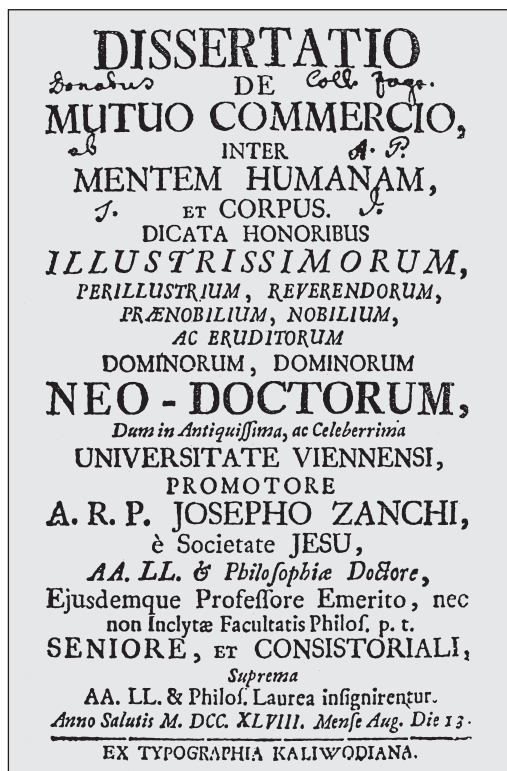 DISSERTATIO
Donatus DE Coll
MUTUO COMMERCIO,
ab INTER A. P.
MENTEM HUMANAM,
S. ET CORPUS. J.
DICATA HONORIBUS
ILLUSTRISSIMORUM,
PERILLUSTRIUM, REVERENDORUM,
PRÆNOBILIUM, NOBILIUM,
AC ERUDITORUM
DOMINORUM, DOMINORUM
NEO-DOCTORUM,
Dum in Antiquiſſima, ac Celeberrima
UNIVERSITATE VIENNENSI,
PROMOTORE
A. R. P. JOSEPHO ZANCHI,
è Societate JESU,
AA. LL. & Philoſophiæ Doctore,
Ejusdemque Profeſſore Emerito, nec
non Inclytæ Facultatis Philoſ. p. t.
SENIORE, ET CONSISTORIALI,
Suprema
AA. LL. & Philoſ. Laurea inſignirentur.
Anno Salutis M. DCC. XLVIII. Menſe Aug. Die 13.
EX TYPOGRAPHIA KALIWODIANA.